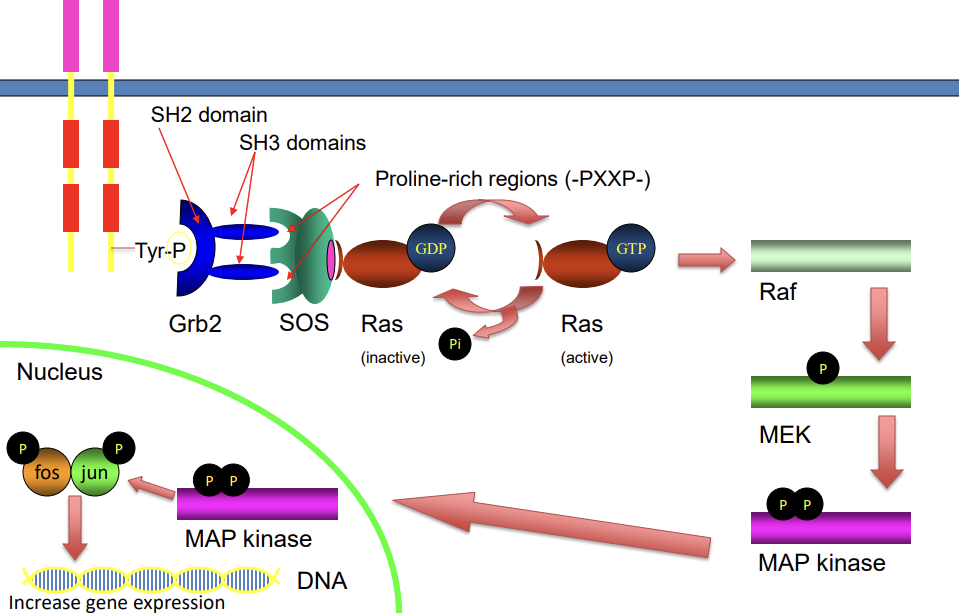 SH2 domain
SH3 domains
Proline-rich regions (-PXXP-)
Tyr-P
GDP
GTP
Grb2
SOS
Ras
(inactive)
Pi
Ras
(active)
Raf
P
MEK
P P
MAP kinase
Nucleus
P
P
fos
jun
P P
MAP kinase
DNA
Increase gene expression